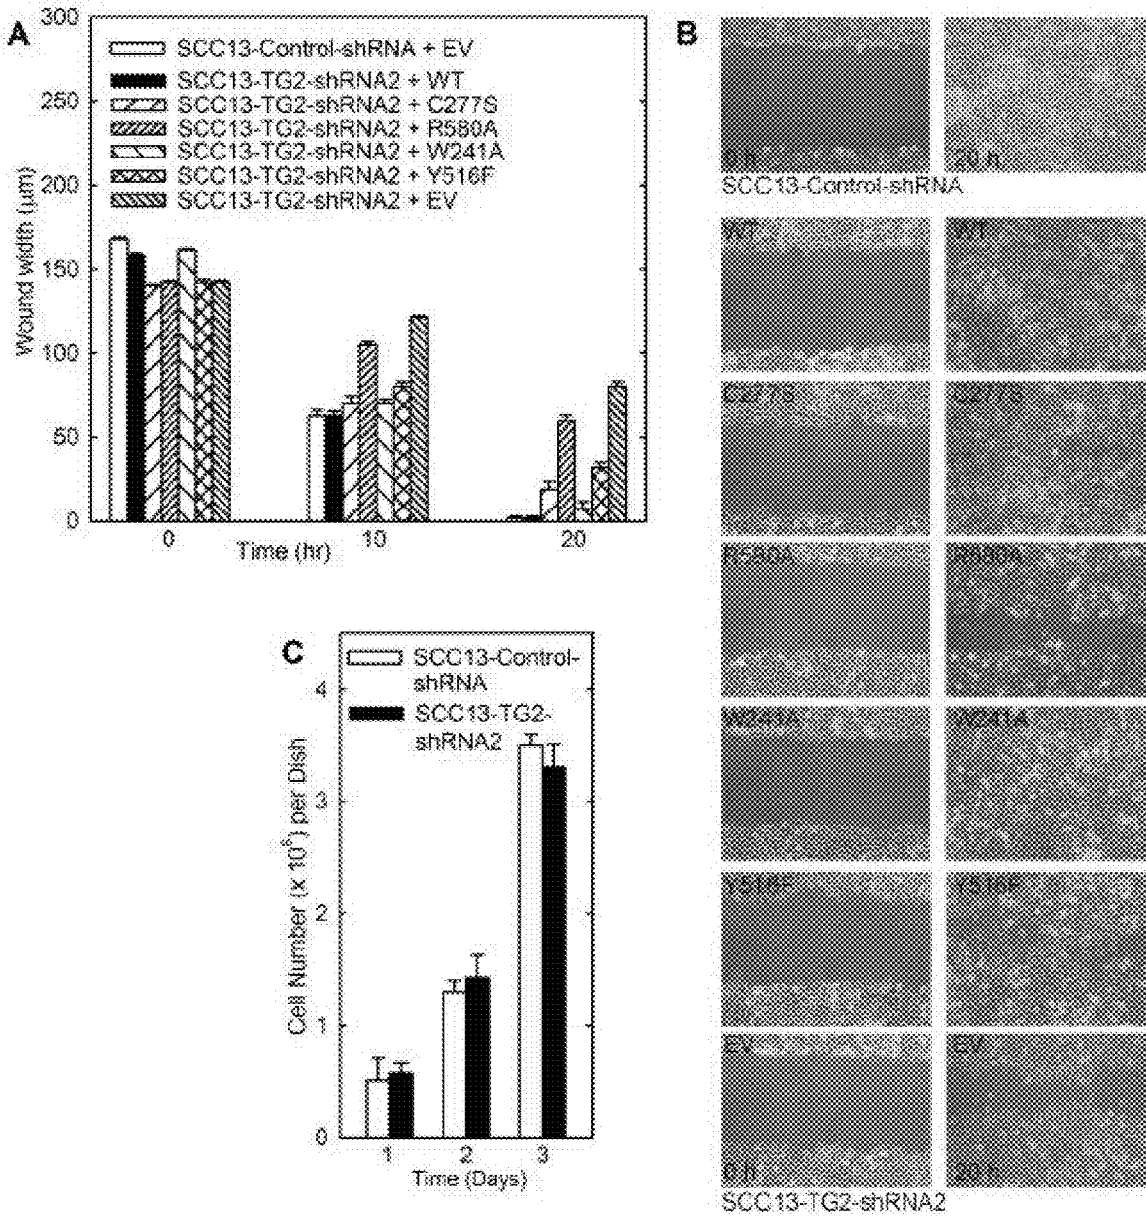 A
300
250
200
150
100
50
0
Wound width (µm)
SCC13-Control-shRNA + EV
SCC13-TG2-shRNA2 + WT
SCC13-TG2-shRNA2 + C277S
SCC13-TG2-shRNA2 + R580A
SCC13-TG2-shRNA2 + W241A
SCC13-TG2-shRNA2 + Y516F
SCC13-TG2-shRNA2 + EV
0
10
20
Time (hr)
B
0 h
20 h
SCC13-Control-shRNA
WT
WT
C277S
C277S
R580A
R580A
W241A
W241A
Y516F
Y516F
EV
EV
0 h
20 h
SCC13-TG2-shRNA2
C
4
3
2
1
0
Cell Number (x 10⁶) per Dish
SCC13-Control-
shRNA
SCC13-TG2-
shRNA2
1
2
3
Time (Days)